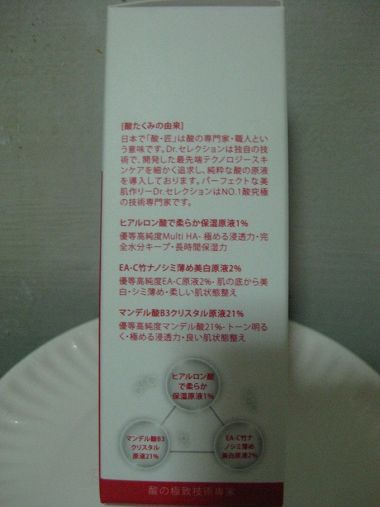 [酸たくみの由来]
日本で「酸・匠」は酸の専門家・職人とい
う意味です。Dr.セレクションは独自の技
術で、開発した最先端テクノロジースキ
ンケアを細かく追求し、純粋な酸の原液
を導入しております。パーフェクトな美
肌作りーDr.セレクションはNO.1酸究極
の技術専門家です。
ヒアルロン酸で柔らか保湿原液1%
優等高純度Multi HA- 極める浸透力・完
全水分キープ・長時間保湿力
EA-C竹ナノシミ薄め美白原液2%
優等高純度EA-C原液2%・肌の底から美
白・シミ薄め・柔しい肌状態整え
マンデル酸B3クリスタル原液21%
優等高純度マンデル酸21%・トーン明る
く・極める浸透力・良い肌状態整え
ヒアルロン酸
で柔らか
保湿原液1%
マンデル酸B3
クリスタル
原液21%
EA-C竹ナ
ノシミ薄め
美白原液2%
酸の極致技術専家